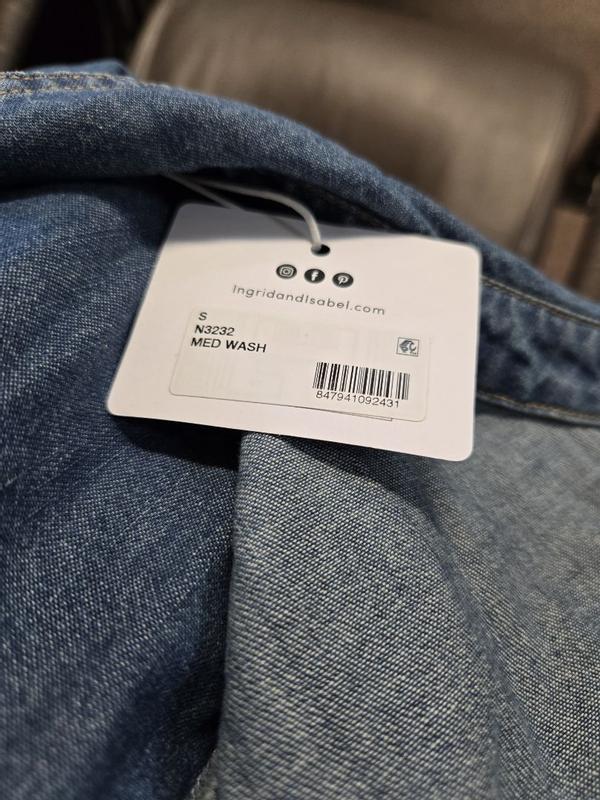 IngridandIsabel.com
S
N3232
MED WASH
847941092431